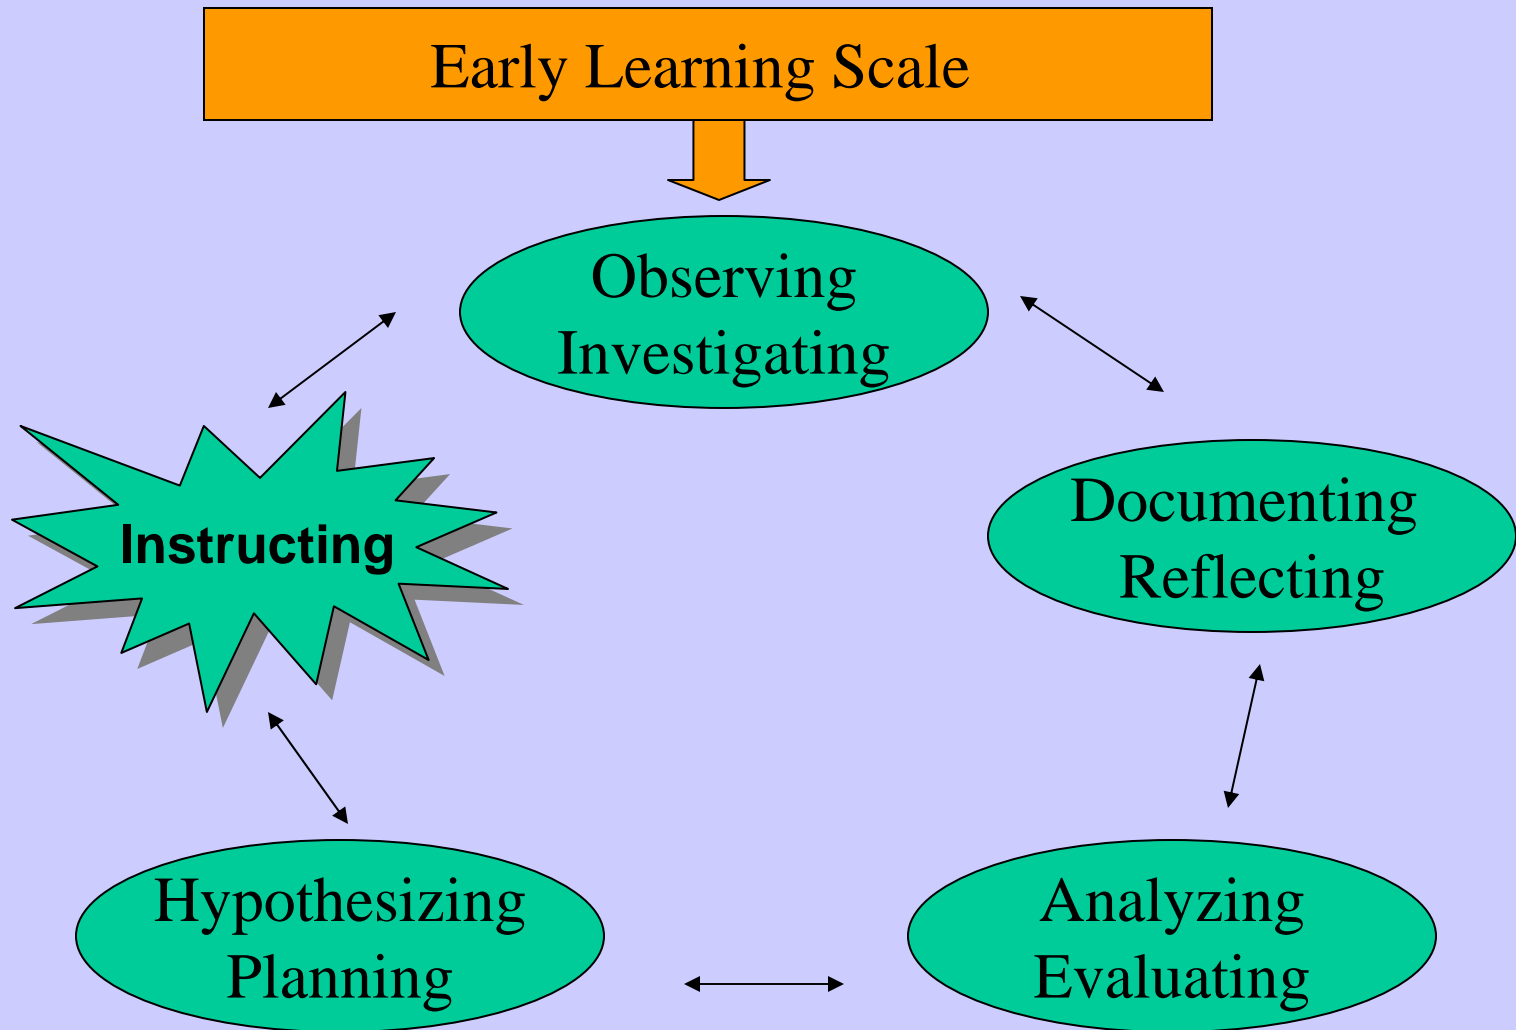 Early Learning Scale
Observing
Investigating
Instructing
Documenting
Reflecting
Hypothesizing
Planning
Analyzing
Evaluating